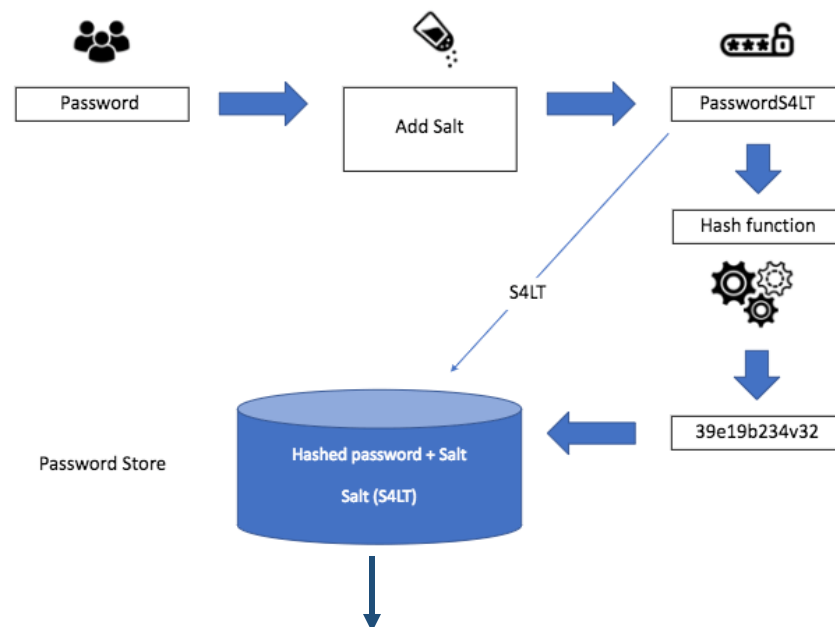 Password
Add Salt
PasswordS4LT
Hash function
S4LT
39e19b234v32
Password Store
Hashed password + Salt
Salt (S4LT)